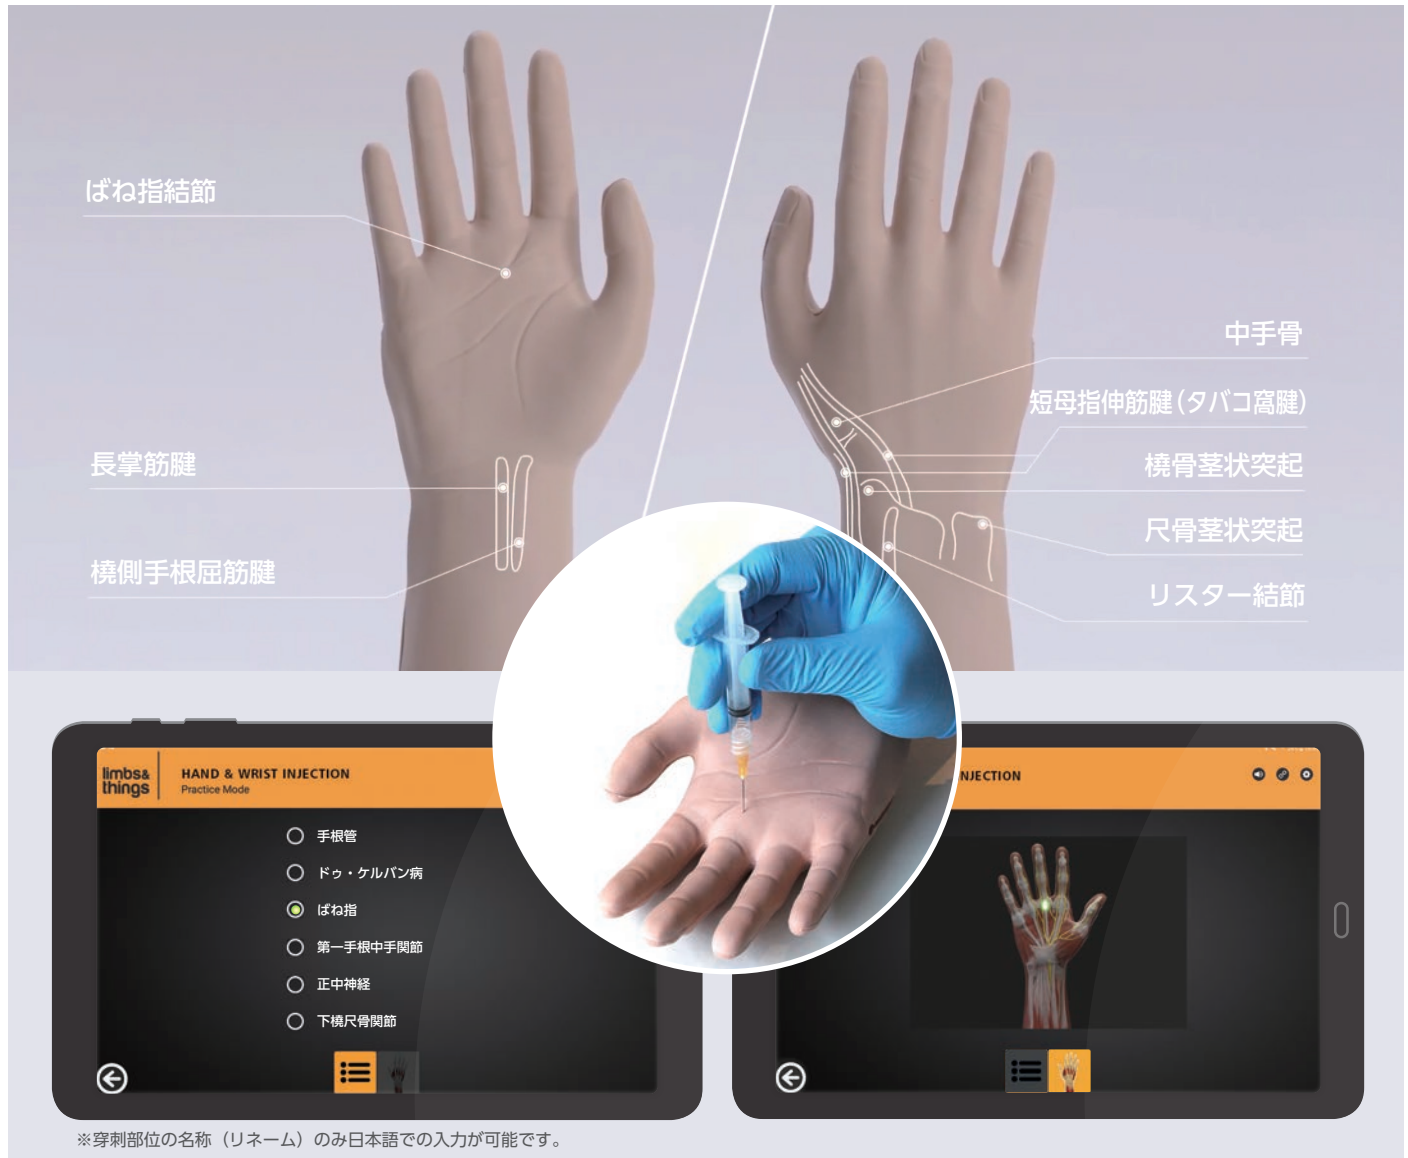 ばね指結節
長掌筋腱
橈側手根屈筋腱
中手骨
短母指伸筋腱(タバコ窩腱)
橈骨茎状突起
尺骨茎状突起
リスター結節
limbs&
things
HAND & WRIST INJECTION
Practice Mode
手根管
ドゥ・ケルバン病
ばね指
第一手根中手関節
正中神経
下橈尺骨関節
NJECTION
※穿刺部位の名称（リネーム）のみ日本語での入力が可能です。